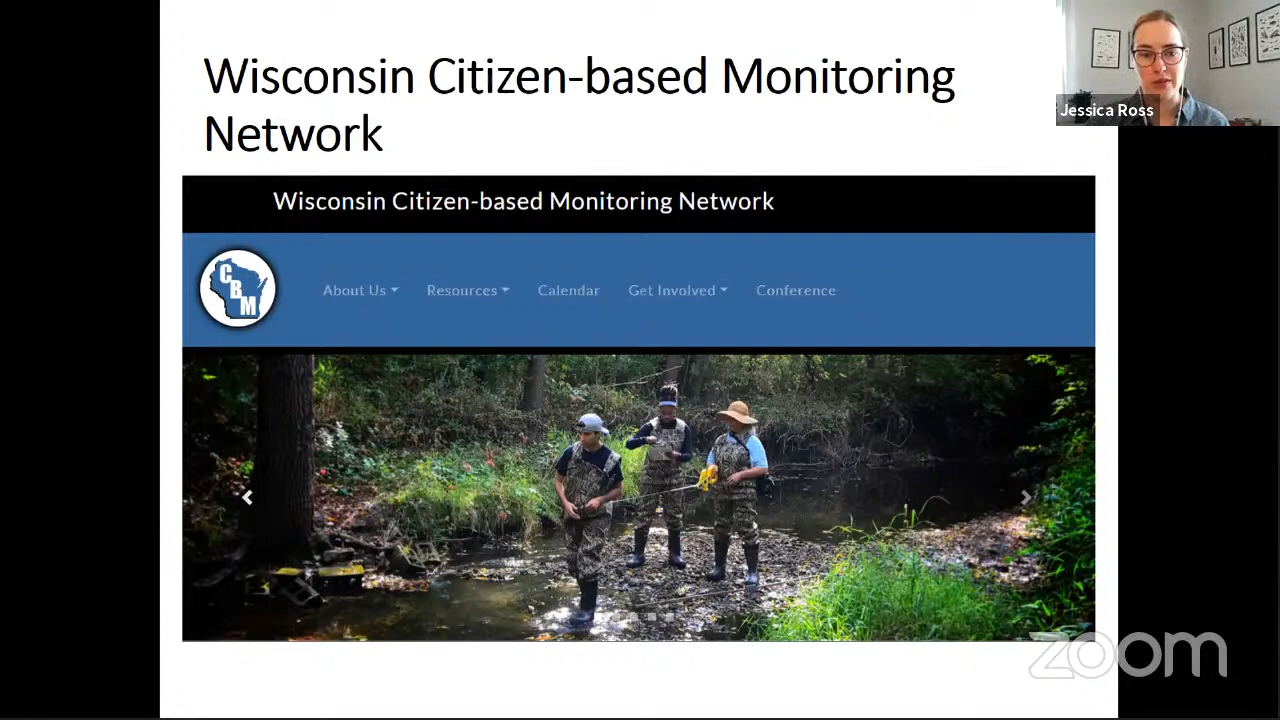 Wisconsin Citizen-based Monitoring
Network
Jessica Ross
Wisconsin Citizen-based Monitoring Network
CBM
About Us Resources Calendar Get Involved Conference
zoom